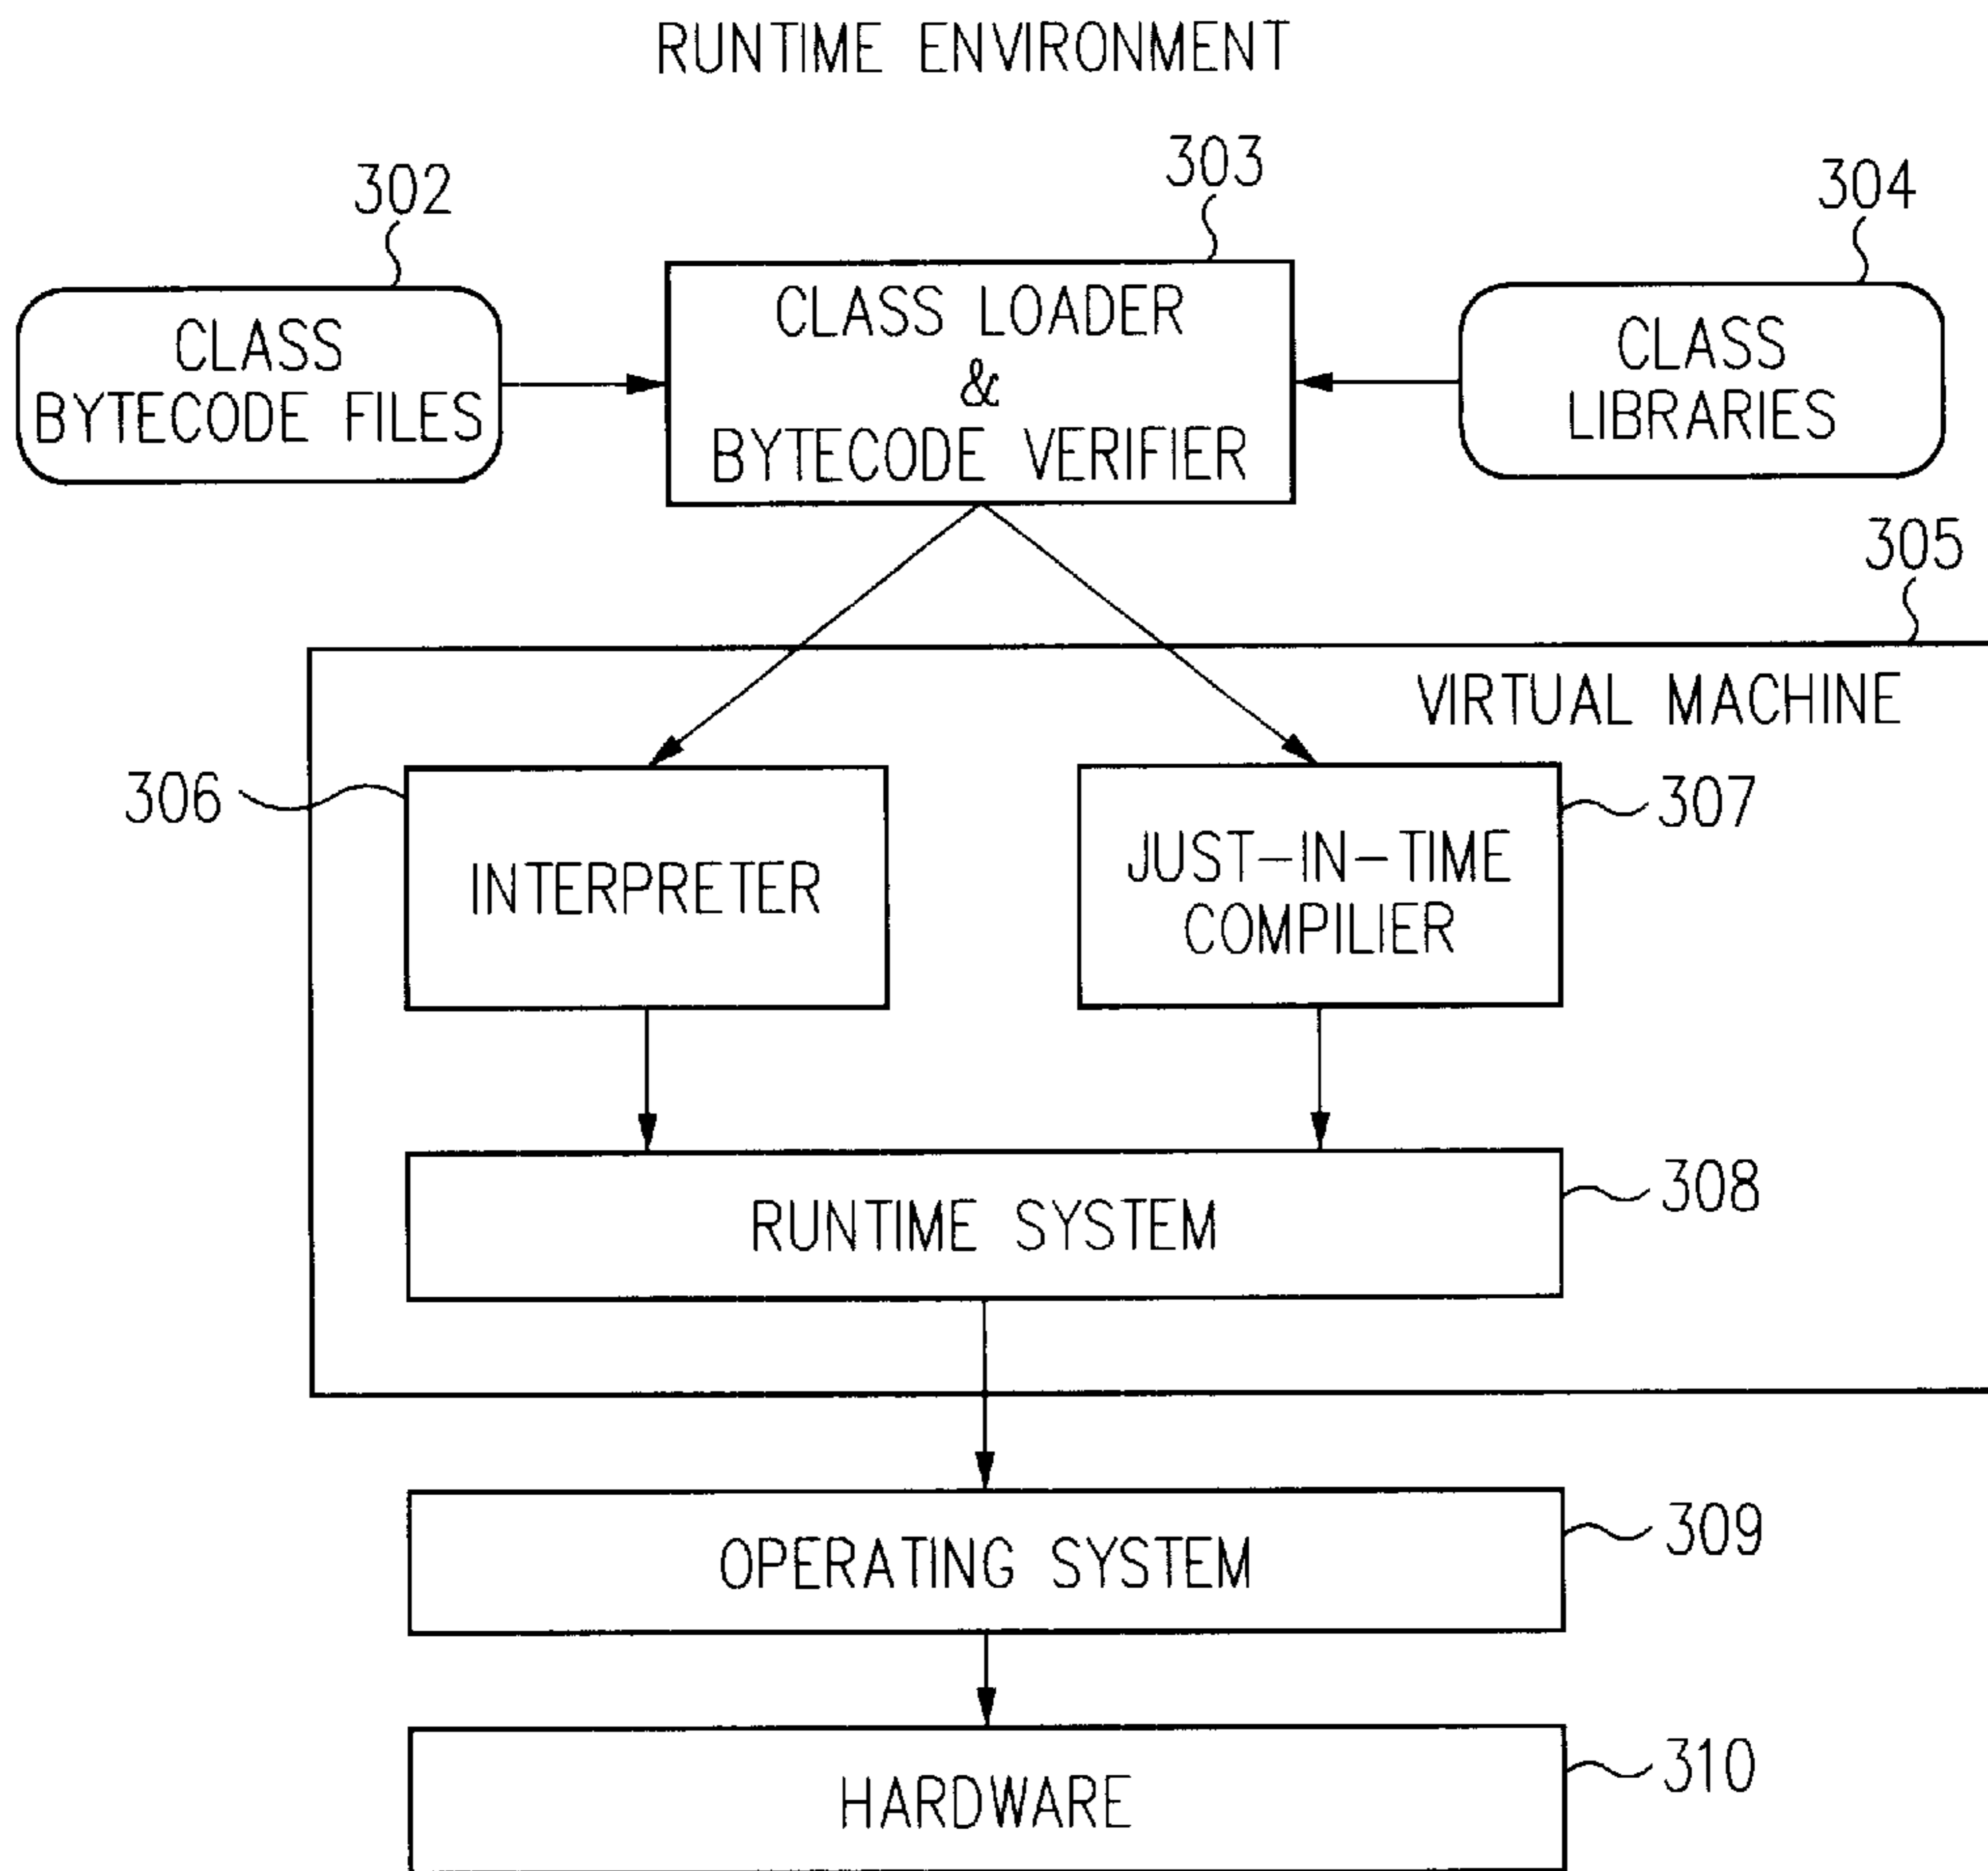 RUNTIME ENVIRONMENT
302
303
304
CLASS
BYTECODE FILES
CLASS LOADER
&
BYTECODE VERIFIER
CLASS
LIBRARIES
305
VIRTUAL MACHINE
306
INTERPRETER
JUST-IN-TIME
COMPILIER
307
RUNTIME SYSTEM
308
OPERATING SYSTEM
309
HARDWARE
310